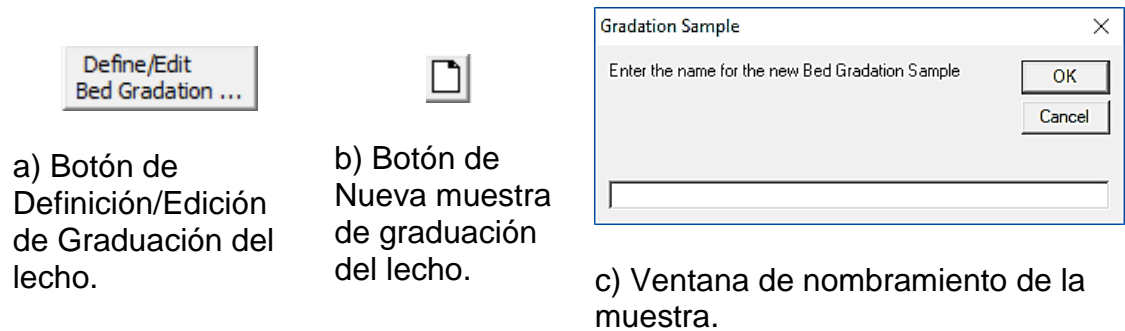 Define/Edit
Bed Gradation ...
a) Botón de
Definición/Edición
de Graduación del
lecho.
b) Botón de
Nueva muestra
de graduación
del lecho.
Gradation Sample
Enter the name for the new Bed Gradation Sample
OK
Cancel
c) Ventana de nombramiento de la
muestra.